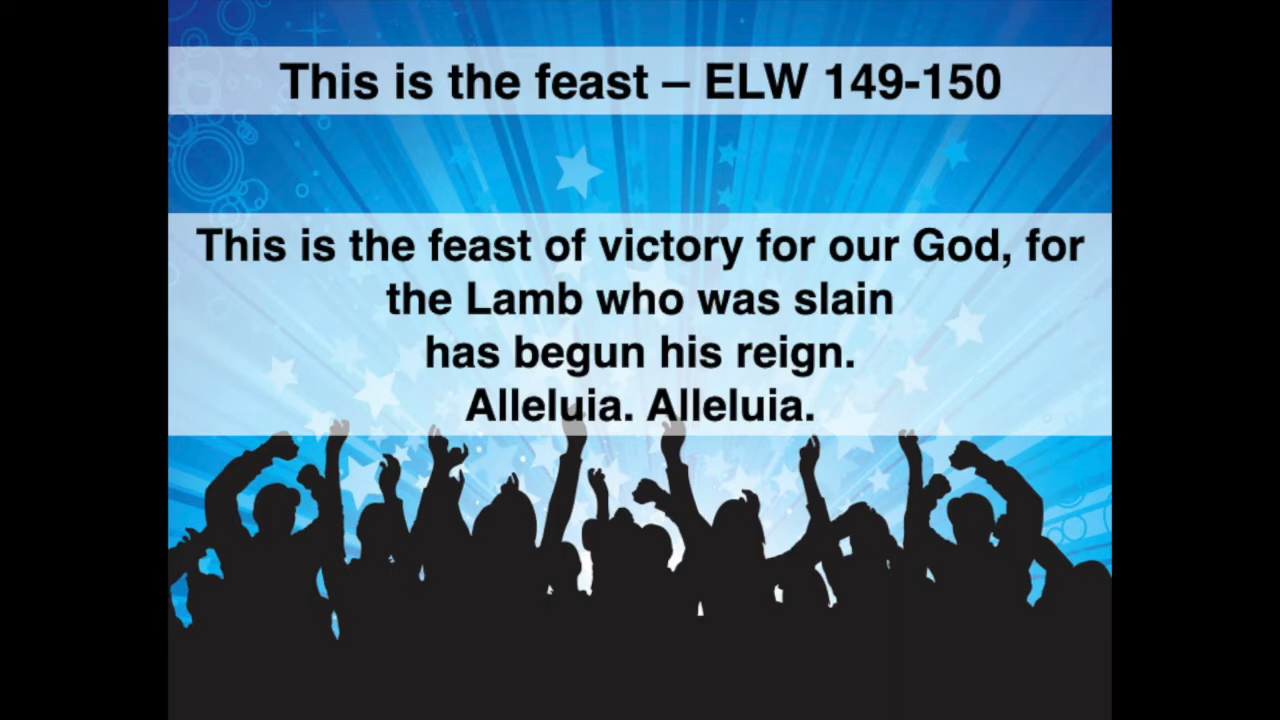 This is the feast – ELW 149-150
This is the feast of victory for our God, for
the Lamb who was slain
has begun his reign.
Alleluia. Alleluia.